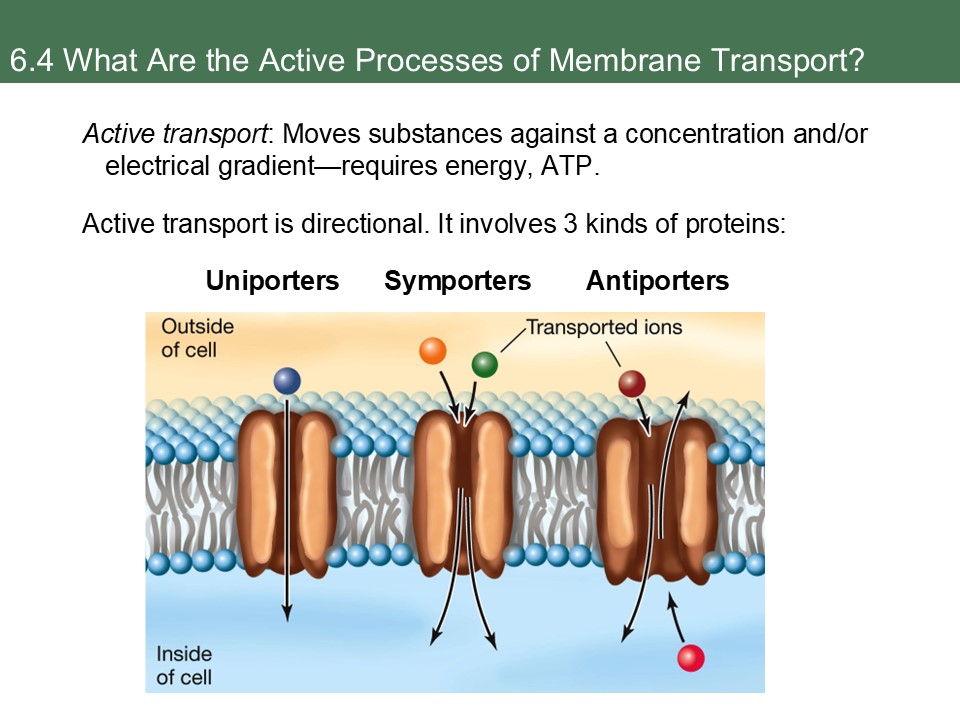 6.4 What Are the Active Processes of Membrane Transport?
Active transport: Moves substances against a concentration and/or
electrical gradient—requires energy, ATP.
Active transport is directional. It involves 3 kinds of proteins:
Uniporters Symporters Antiporters
Outside
of cell
Transported ions
Inside
of cell